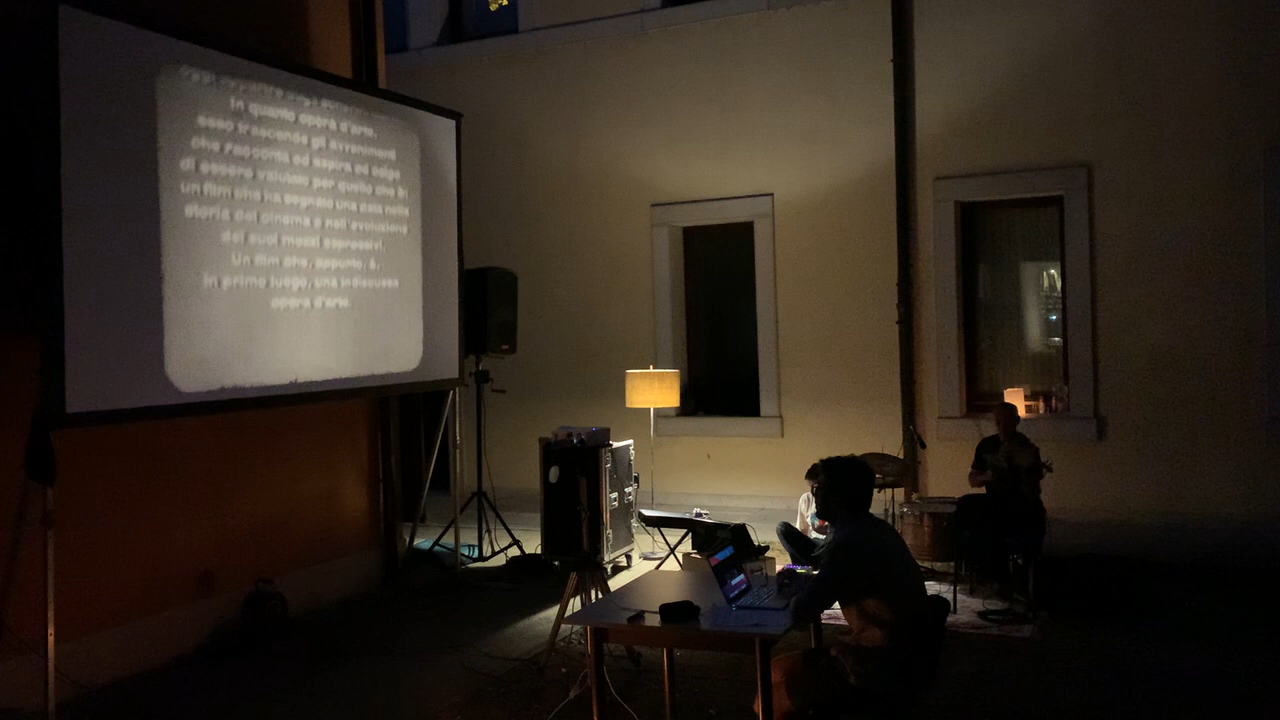 In quanto opera d'arte,
esso trascende gli avvenimenti
che racconta ed aspira ed esige
di essere valutato per quello che è:
un film che ha segnato una data nella
storia del cinema e nell'evoluzione
dei suoi mezzi espressivi.
Un film che, appunto, è,
in primo luogo, una indiscussa
opera d'arte.